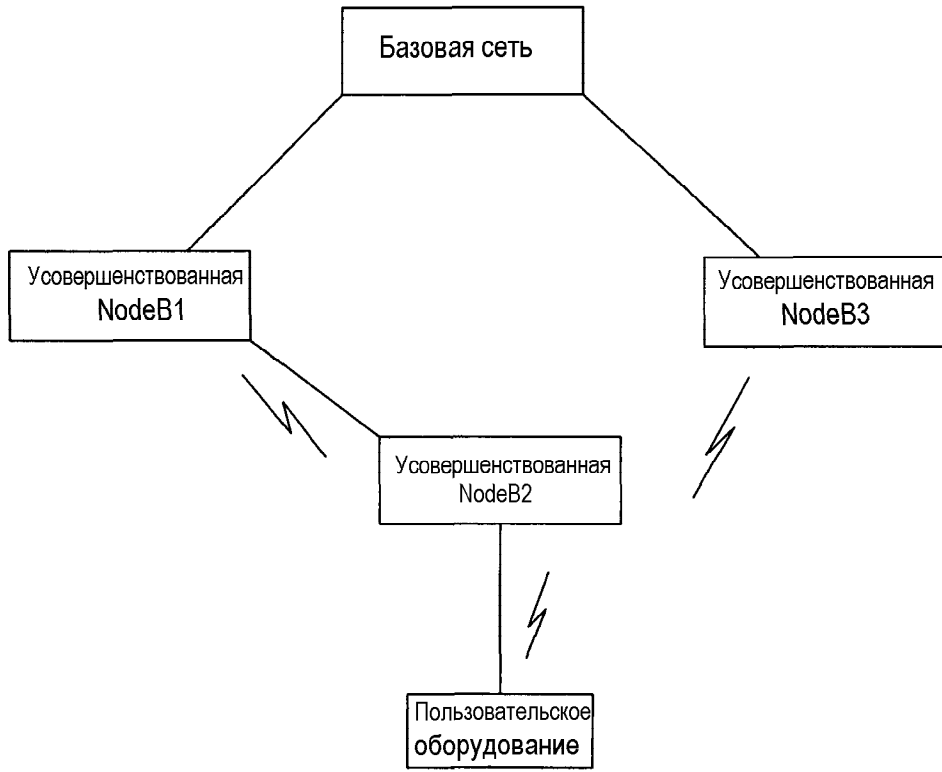 Базовая сеть
Усовершенствованная
NodeB1
Усовершенствованная
NodeB3
Усовершенствованная
NodeB2
Пользовательское
оборудование